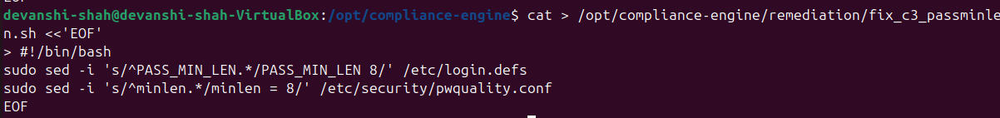 devanshi-shah@devanshi-shah-VirtualBox:/opt/compliance-engine$ cat > /opt/compliance-engine/remediation/fix_c3_passminle
n.sh <<'EOF'
> #!/bin/bash
sudo sed -i 's/^PASS_MIN_LEN.*/PASS_MIN_LEN 8/' /etc/login.defs
sudo sed -i 's/^minlen.*/minlen = 8/' /etc/security/pwquality.conf
EOF